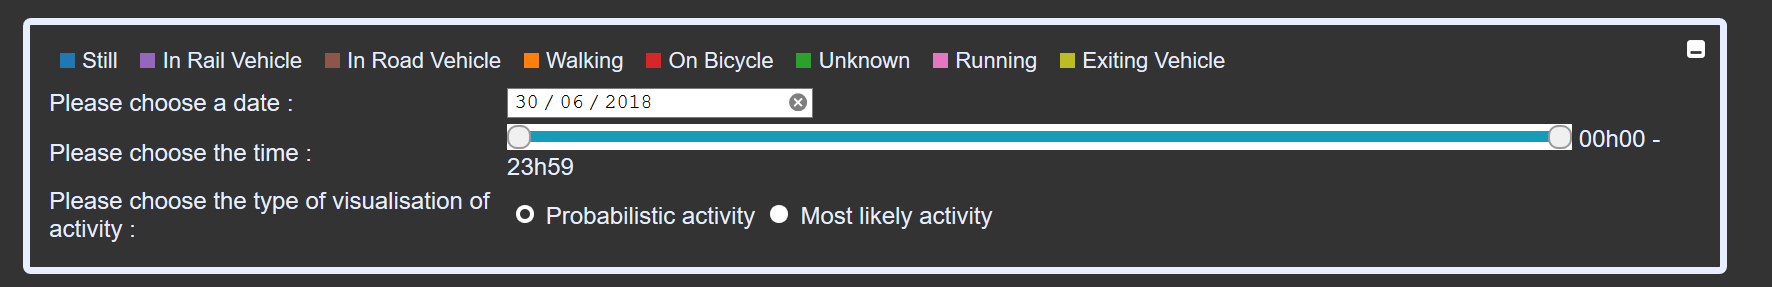 Still In Rail Vehicle In Road Vehicle Walking On Bicycle Unknown Running Exiting Vehicle
Please choose a date : 30 / 06 / 2018
Please choose the time : 00h00 -
23h59
Please choose the type of visualisation of
activity : Probabilistic activity Most likely activity